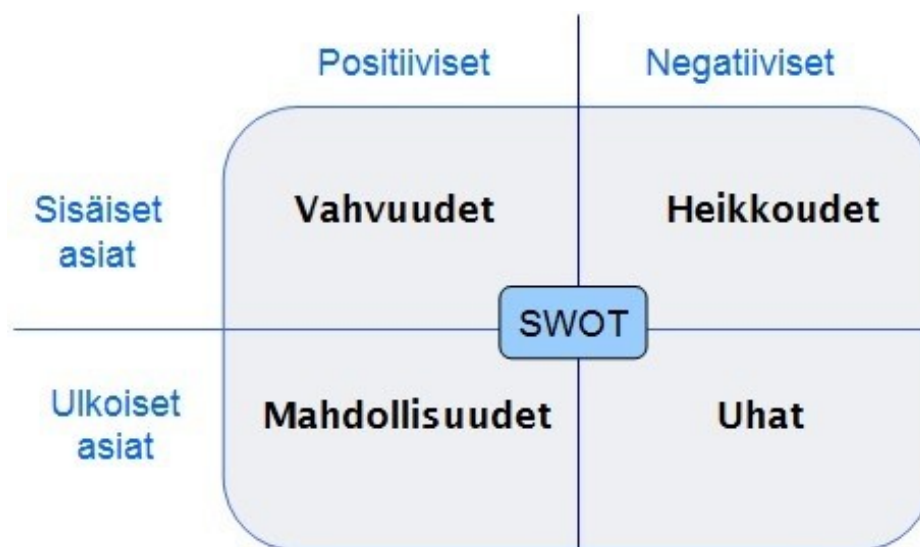 Positiiviset Negatiiviset
Sisäiset
asiat
Vahvuudet Heikkoudet
SWOT
Ulkoiset
asiat
Mahdollisuudet Uhat